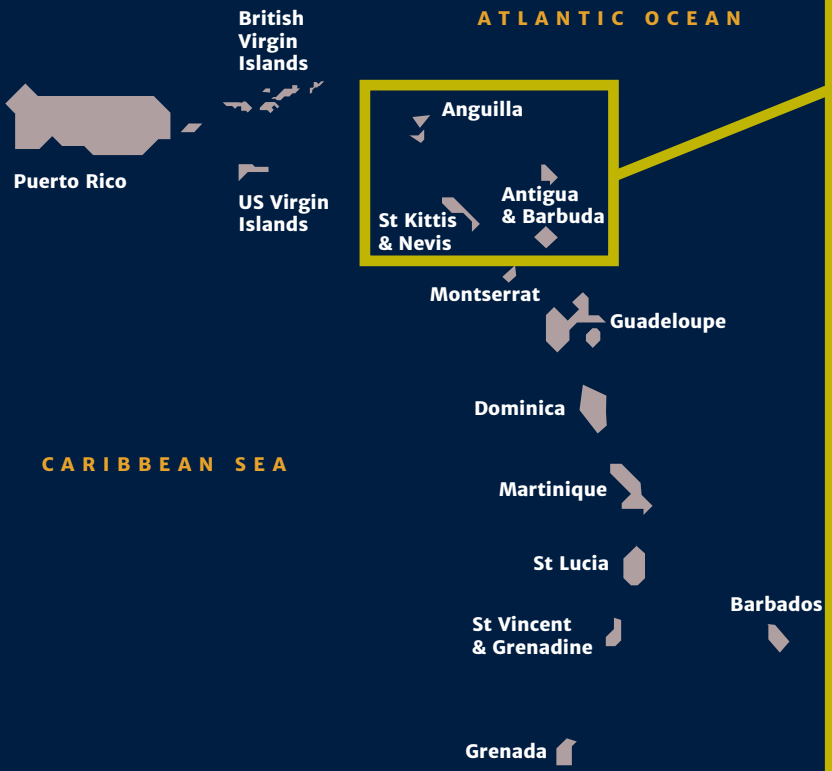 British
Virgin
Islands
ATLANTIC OCEAN
Anguilla
Puerto Rico
US Virgin
Islands
St Kittis
& Nevis
Antigua
& Barbuda
Montserrat
Guadeloupe
Dominica
CARIBBEAN SEA
Martinique
St Lucia
Barbados
St Vincent
& Grenadine
Grenada